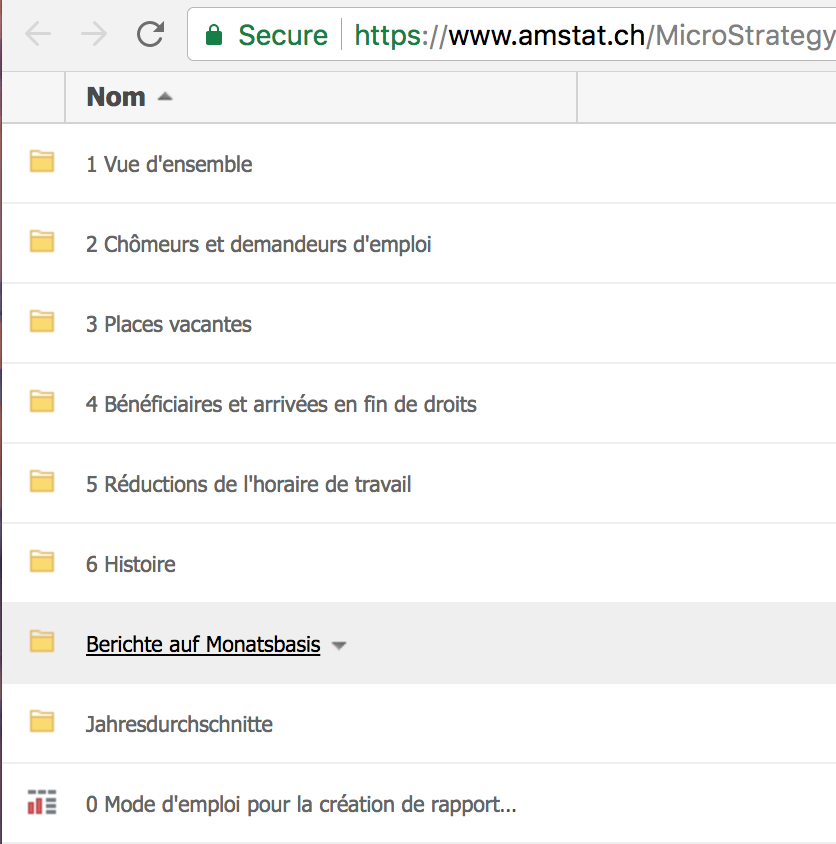 Secure https://www.amstat.ch/MicroStrategy
Nom
1 Vue d'ensemble
2 Chômeurs et demandeurs d'emploi
3 Places vacantes
4 Bénéficiaires et arrivées en fin de droits
5 Réductions de l'horaire de travail
6 Histoire
Berichte auf Monatsbasis
Jahresdurchschnitte
0 Mode d'emploi pour la création de rapport...